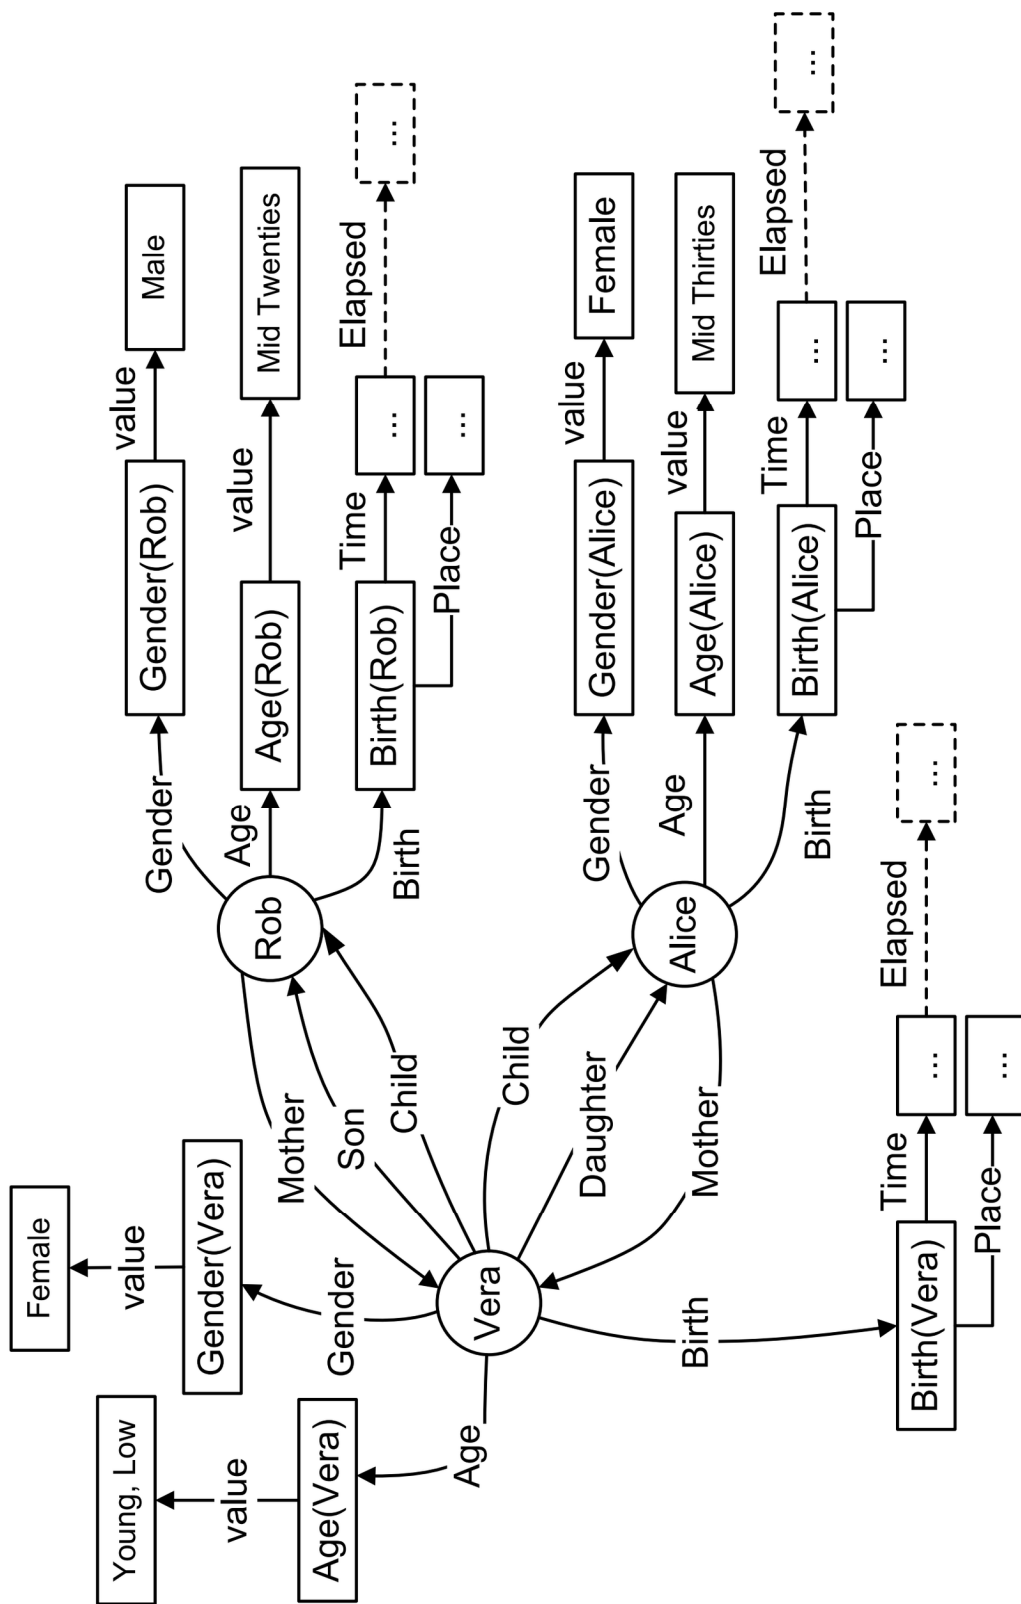 Male
value
Gender(Rob)
Gender
Mid Twenties
value
Age(Rob)
Age
Rob
...
Elapsed
...
Time
Birth(Rob)
Birth
...
Place
Mother
Son
Child
Female
value
Gender(Alice)
Gender
Mid Thirties
value
Age(Alice)
Age
Alice
...
Elapsed
...
Time
Birth(Alice)
Birth
...
Place
Child
Daughter
Mother
Female
value
Gender(Vera)
Gender
Young, Low
value
Age(Vera)
Age
Vera
Birth
Birth(Vera)
Time
...
Elapsed
...
Place
...